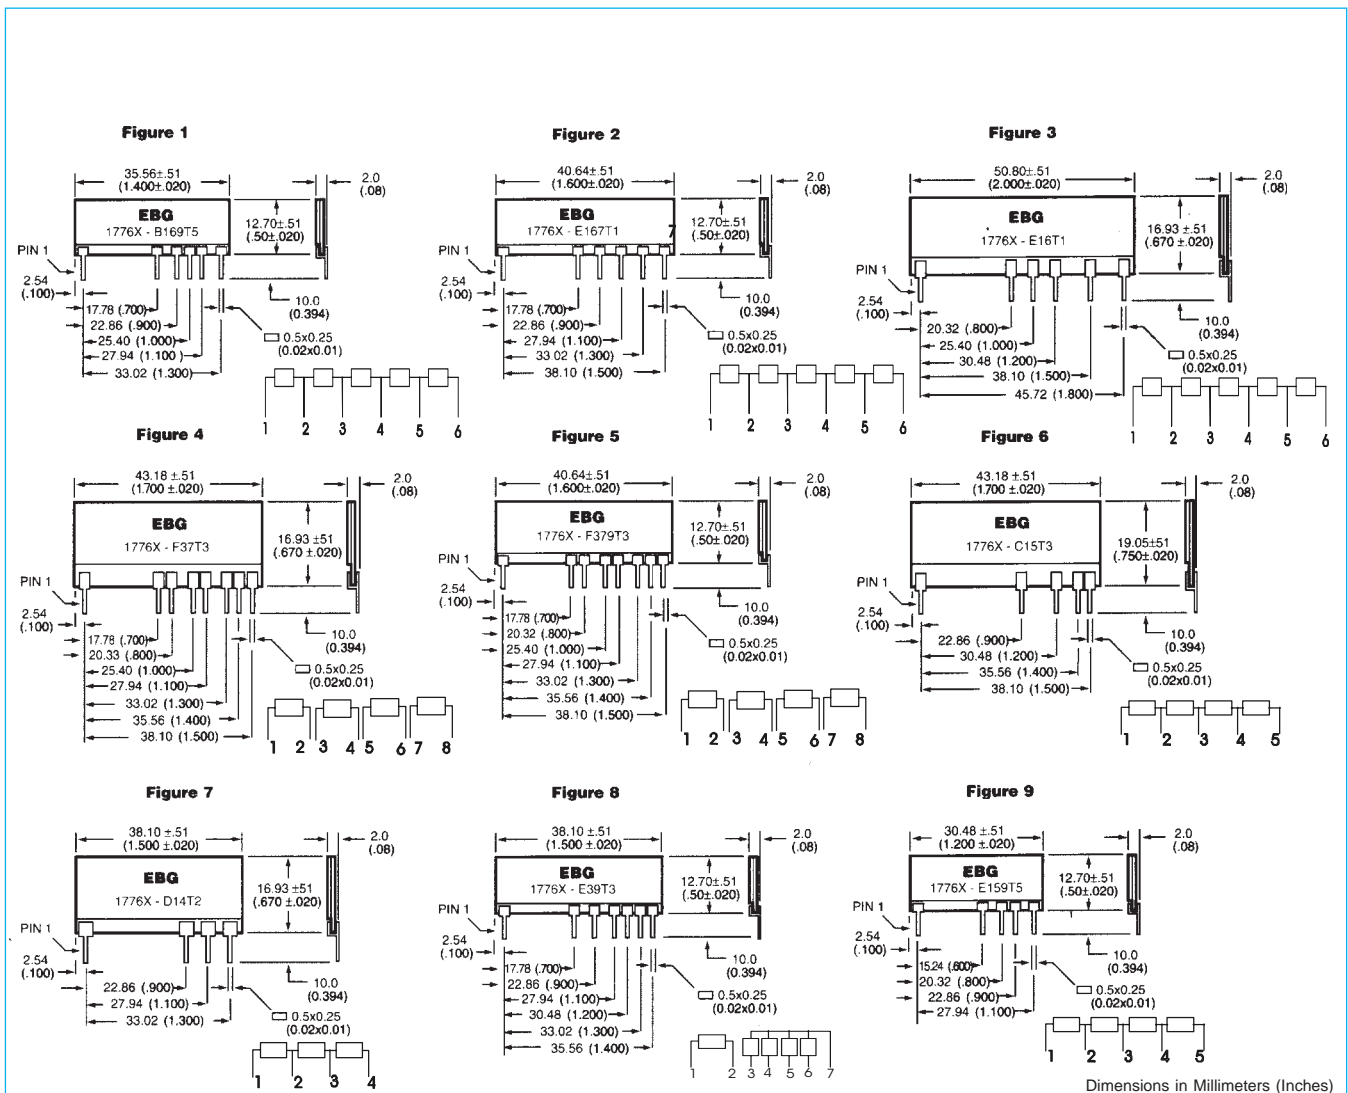 Figure 1
35.56±.51
(1.400±.020)
2.0
(.08)
EBG
1776X - B169T5
12.70±.51
(.50±.020)
PIN 1
2.54
(.100)
10.0
(0.394)
17.78 (.700)
22.86 (.900)
25.40 (1.000)
27.94 (1.100 )
33.02 (1.300)
0.5x0.25
(0.02x0.01)
1 2 3 4 5 6
Figure 2
40.64±.51
(1.600±.020)
2.0
(.08)
EBG
1776X - E167T1
7
12.70±.51
(.50±.020)
PIN 1
2.54
(.100)
10.0
(0.394)
17.78 (.700)
22.86 (.900)
27.94 (1.100)
33.02 (1.300)
38.10 (1.500)
0.5x0.25
(0.02x0.01)
1 2 3 4 5 6
Figure 3
50.80±.51
(2.000±.020)
2.0
(.08)
EBG
1776X - E16T1
16.93 ±.51
(.670 ±.020)
PIN 1
2.54
(.100)
10.0
(0.394)
20.32 (.800)
25.40 (1.000)
30.48 (1.200)
38.10 (1.500)
45.72 (1.800)
0.5x0.25
(0.02x0.01)
1 2 3 4 5 6
Figure 4
43.18 ±.51
(1.700 ±.020)
2.0
(.08)
EBG
1776X - F37T3
16.93 ±51
(.670 ±.020)
PIN 1
2.54
(.100)
10.0
(0.394)
17.78 (.700)
20.33 (.800)
25.40 (1.000)
27.94 (1.100)
33.02 (1.300)
35.56 (1.400)
38.10 (1.500)
0.5x0.25
(0.02x0.01)
1 2 3 4 5 6 7 8
Figure 5
40.64±.51
(1.600±.020)
2.0
(.08)
EBG
1776X - F379T3
12.70±.51
(.50±.020)
PIN 1
2.54
(.100)
10.0
(0.394)
17.78 (.700)
20.32 (.800)
25.40 (1.000)
27.94 (1.100)
33.02 (1.300)
35.56 (1.400)
38.10 (1.500)
0.5x0.25
(0.02x0.01)
1 2 3 4 5 6 7 8
Figure 6
43.18 ±.51
(1.700 ±.020)
2.0
(.08)
EBG
1776X - C15T3
19.05±51
(.750±.020)
PIN 1
2.54
(.100)
10.0
(0.394)
22.86 (.900)
30.48 (1.200)
35.56 (1.400)
38.10 (1.500)
0.5x0.25
(0.02x0.01)
1 2 3 4 5
Figure 7
38.10 ±.51
(1.500 ±.020)
2.0
(.08)
EBG
1776X - D14T2
16.93 ±51
(.670 ±.020)
PIN 1
2.54
(.100)
10.0
(0.394)
22.86 (.900)
27.94 (1.100)
33.02 (1.300)
0.5x0.25
(0.02x0.01)
1 2 3 4
Figure 8
38.10 ±.51
(1.500 ±.020)
2.0
(.08)
EBG
1776X - E39T3
12.70±.51
(.50±.020)
PIN 1
2.54
(.100)
10.0
(0.394)
17.78 (.700)
22.86 (.900)
27.94 (1.100)
30.48 (1.200)
33.02 (1.300)
35.56 (1.400)
0.5x0.25
(0.02x0.01)
1 2 3 4 5 6 7
Figure 9
30.48 ±.51
(1.200 ±.020)
2.0
(.08)
EBG
1776X - E159T5
12.70±.51
(.50±.020)
PIN 1
2.54
(.100)
10.0
(0.394)
15.24 (.600)
20.32 (.800)
22.86 (.900)
27.94 (1.100)
0.5x0.25
(0.02x0.01)
1 2 3 4 5
Dimensions in Millimeters (Inches)